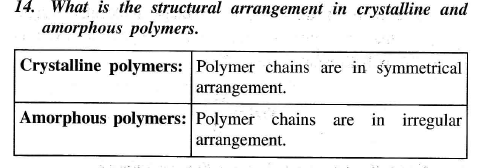 14. What is the structural arrangement in crystalline and
amorphous polymers.
Crystalline polymers: Polymer chains are in symmetrical
arrangement.
Amorphous polymers: Polymer chains are in irregular
arrangement.